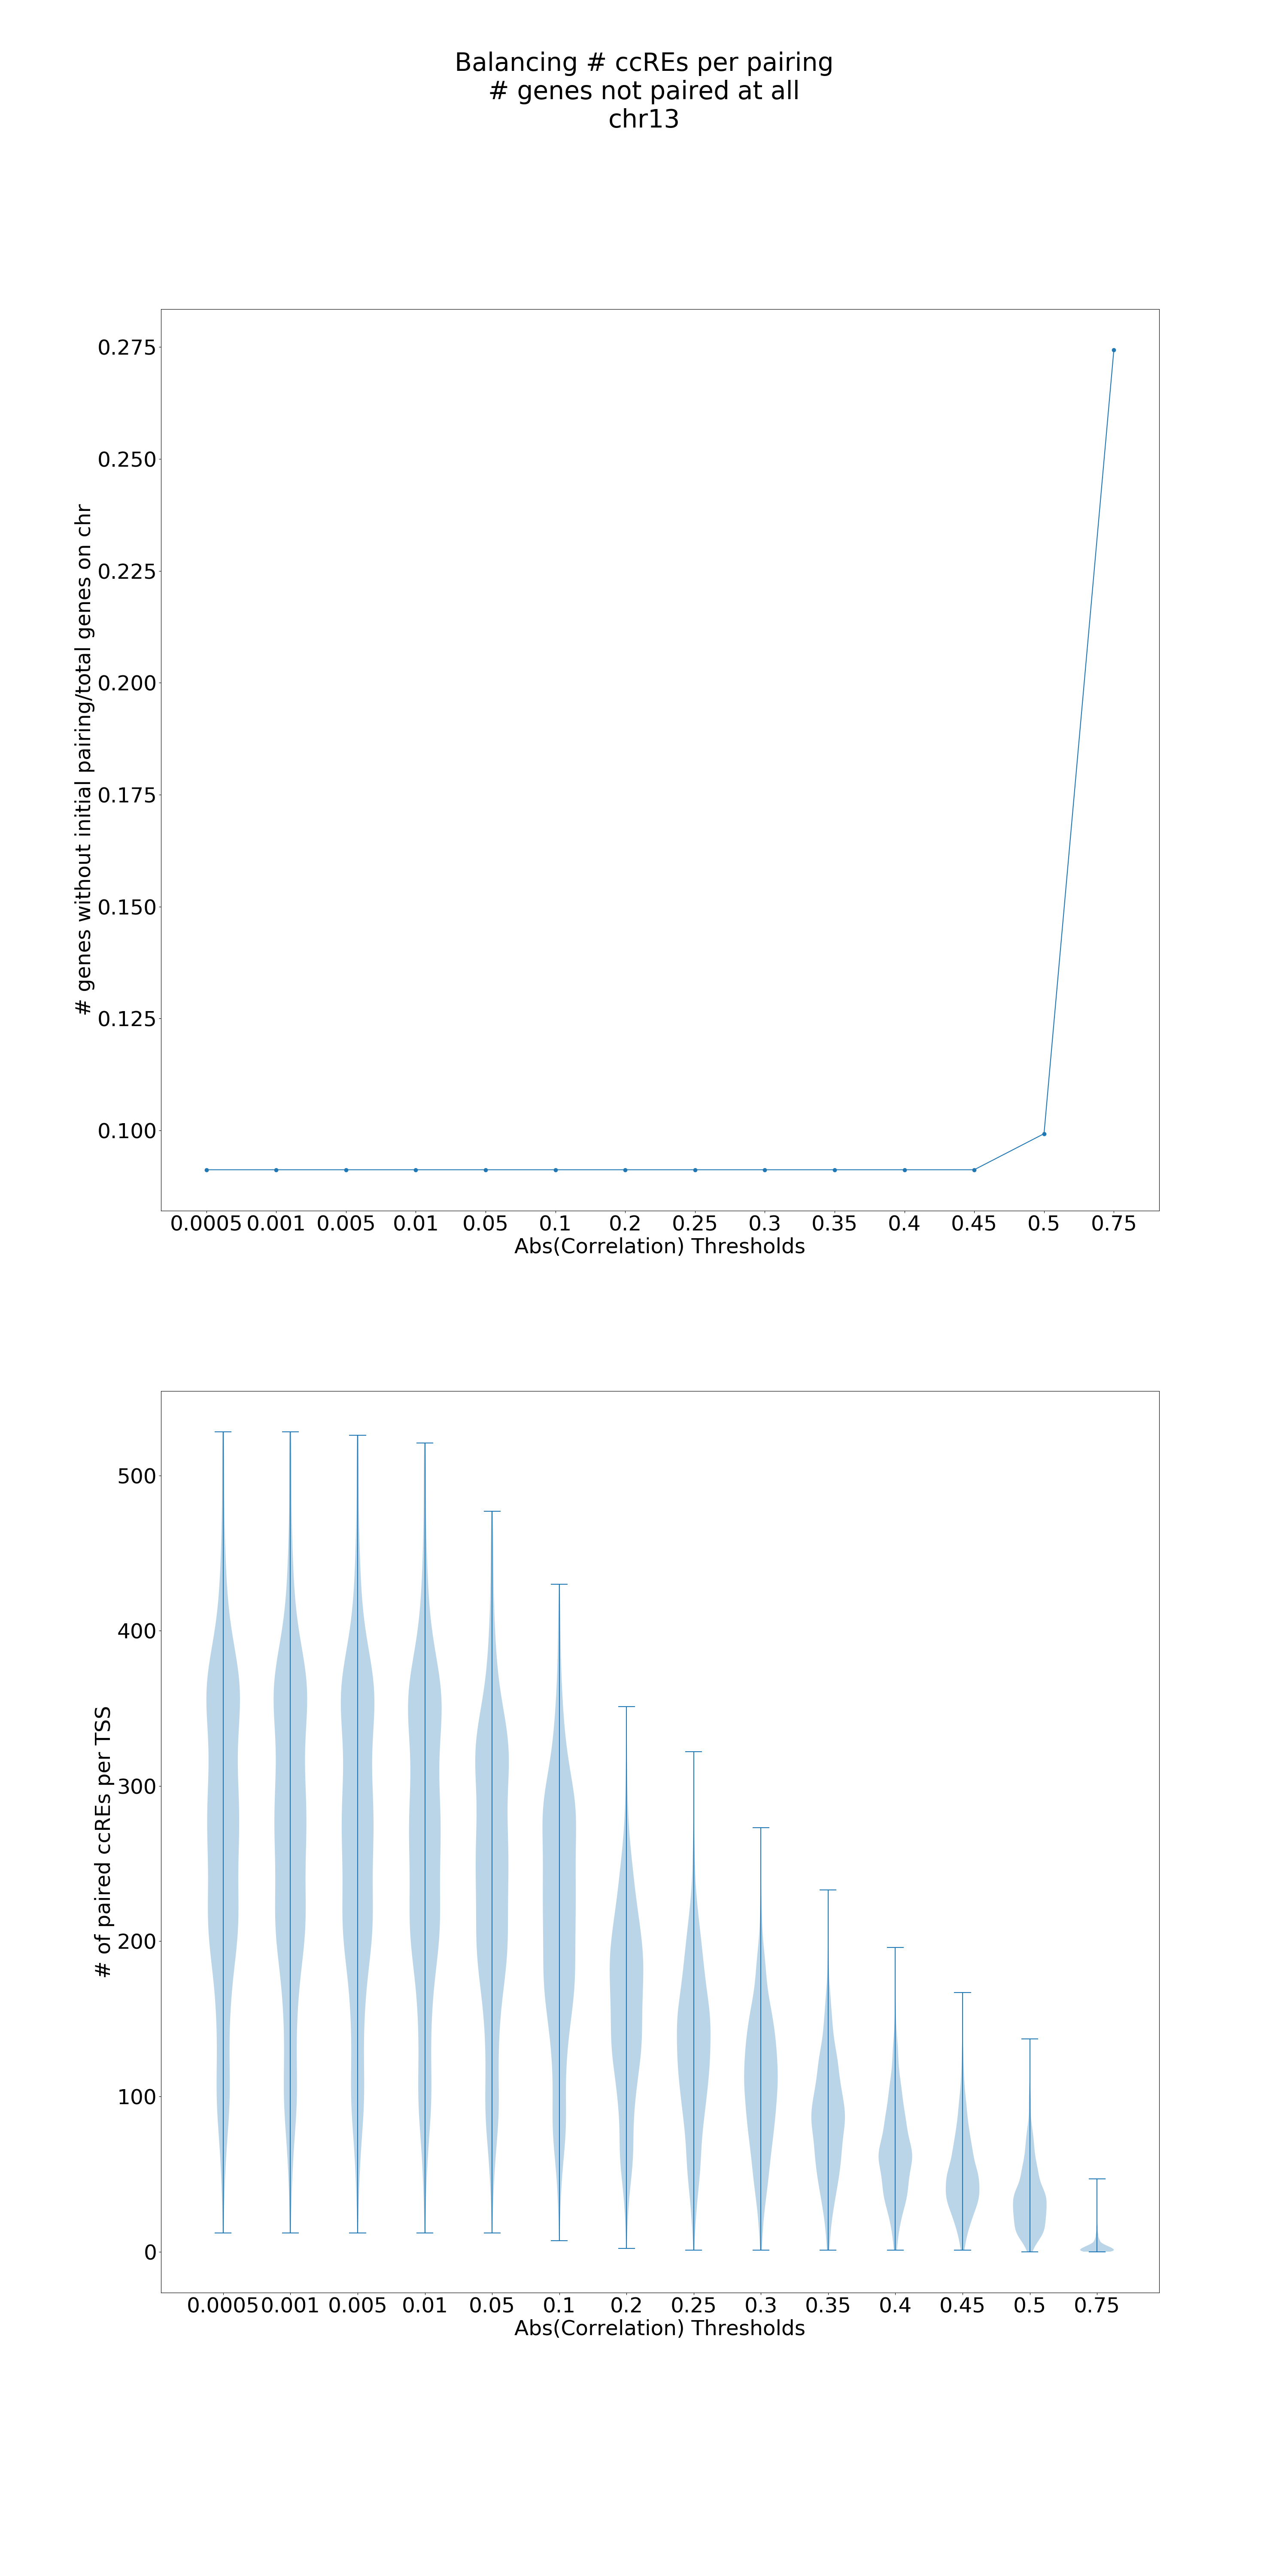 Balancing # ccREs per pairing
# genes not paired at all
chr13
# genes without initial pairing/total genes on chr
0.275
0.250
0.225
0.200
0.175
0.150
0.125
0.100
0.0005 0.001 0.005 0.01 0.05 0.1 0.2 0.25 0.3 0.35 0.4 0.45 0.5 0.75
Abs(Correlation) Thresholds
# of paired ccREs per TSS
500
400
300
200
100
0
0.0005 0.001 0.005 0.01 0.05 0.1 0.2 0.25 0.3 0.35 0.4 0.45 0.5 0.75
Abs(Correlation) Thresholds